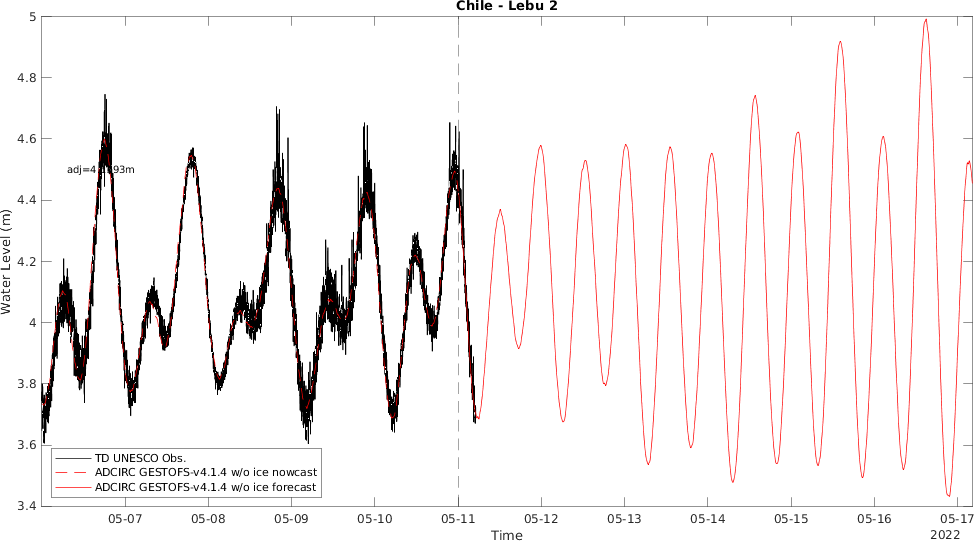 Chile - Lebu 2
5
4.8
4.6
4.4
4.2
4
3.8
3.6
3.4
Water Level (m)
TD UNESCO Obs.
ADCIRC GESTOFS-v4.1.4 w/o ice nowcast
ADCIRC GESTOFS-v4.1.4 w/o ice forecast
05-07 05-08 05-09 05-10 05-11 05-12 05-13 05-14 05-15 05-16 05-17
Time
2022